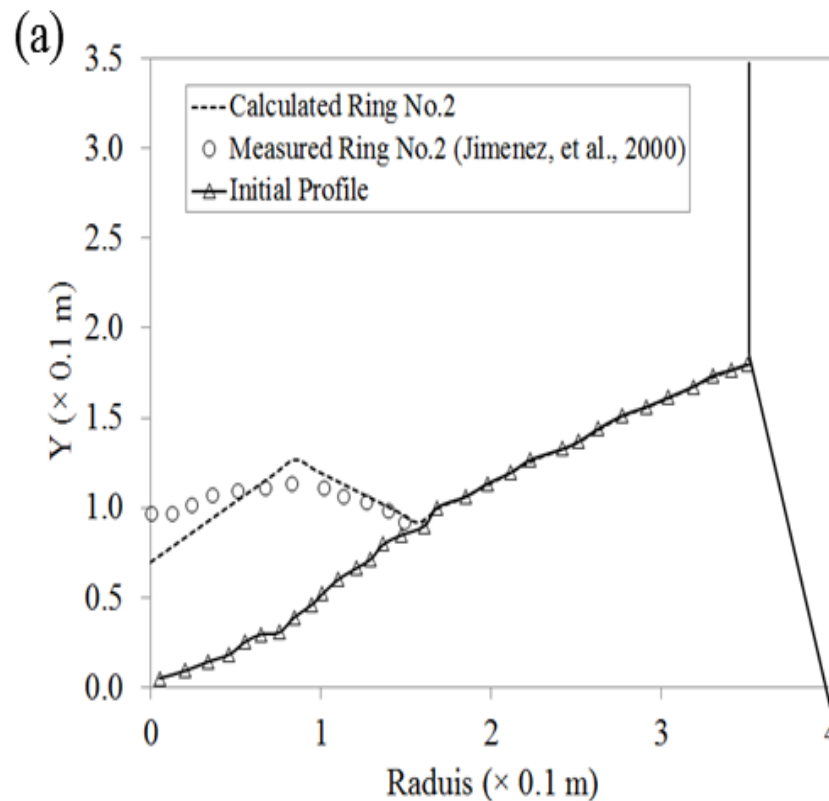 (a)
3.5
3.0
2.5
2.0
1.5
1.0
0.5
0.0
Y (× 0.1 m)
Calculated Ring No.2
Measured Ring No.2 (Jimenez, et al., 2000)
Initial Profile
0 1 2 3 4
Raduis (× 0.1 m)